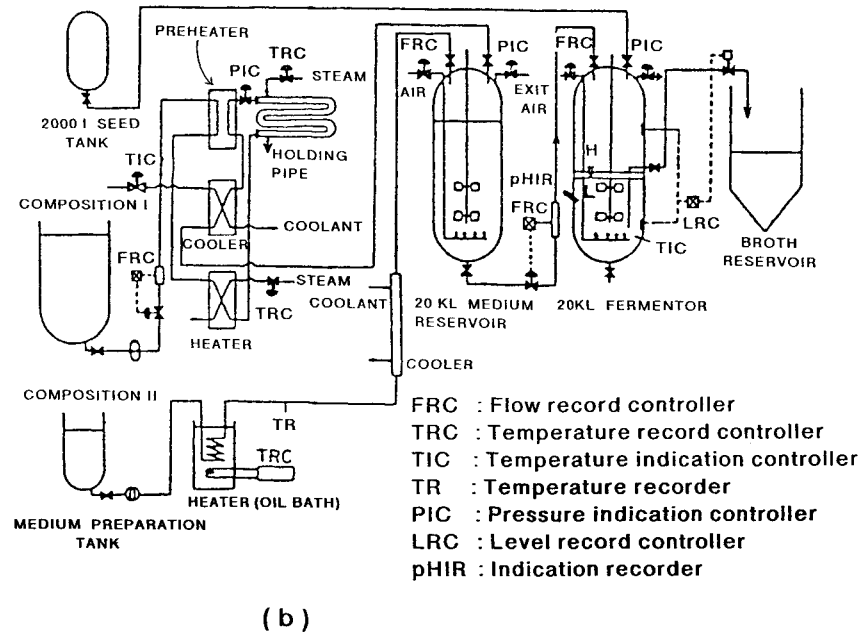 PREHEATER
TRC
STEAM
PIC
2000 l SEED
TANK
HOLDING
PIPE
TIC
COMPOSITION I
COOLANT
COOLER
FRC
STEAM
TRC
HEATER
COMPOSITION II
TR
TRC
HEATER (OIL BATH)
MEDIUM PREPARATION
TANK
FRC
PIC
AIR
EXIT
AIR
FRC
PIC
H
L
pHIR
FRC
TIC
LRC
BROTH
RESERVOIR
COOLANT
20 KL MEDIUM
RESERVOIR
20KL FERMENTOR
COOLER
FRC : Flow record controller
TRC : Temperature record controller
TIC : Temperature indication controller
TR : Temperature recorder
PIC : Pressure indication controller
LRC : Level record controller
pHIR : Indication recorder
(b)